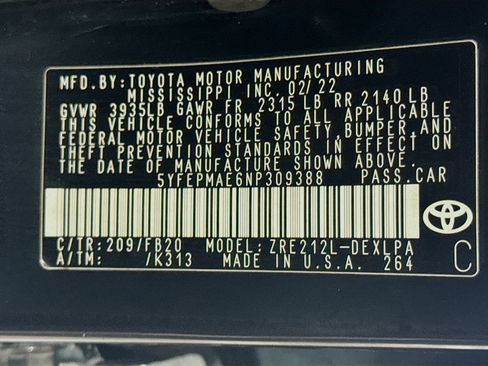 MFD.BY:TOYOTA MOTOR MANUFACTURING
MISSISSIPPI INC. 02/22
GVWR 3935LB GAWR FR 2315 LB RR 2140 LB
THIS VEHICLE CONFORMS TO ALL APPLICABLE
FEDERAL MOTOR VEHICLE SAFETY, BUMPER, AND
THEFT PREVENTION STANDARDS IN EFFECT ON
THE DATE OF MANUFACTURE SHOWN ABOVE.
5YFEPMAE6NP309388 PASS.CAR
C/TR:209/FB20 MODEL:ZRE212L-DEXLPA
A/TM: /K313 MADE IN U.S.A. 264 C